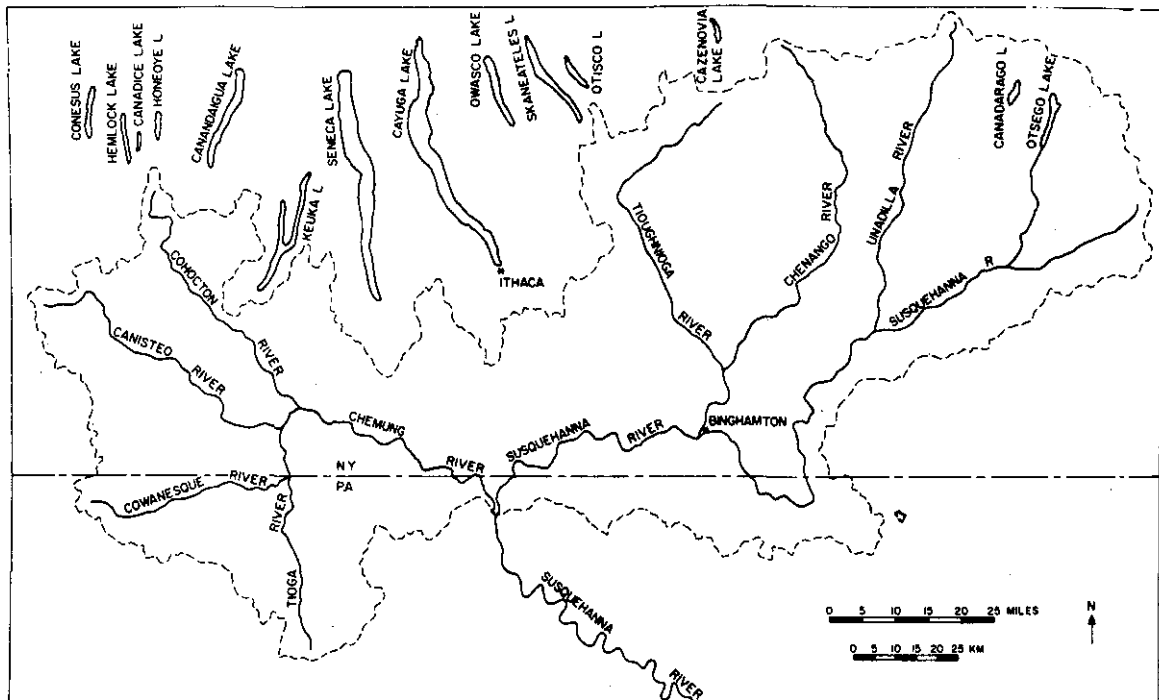 CONESUS LAKE
HEMLOCK LAKE
CANADICE LAKE
HONEOYE L
CANANDAIGUA LAKE
KEUKA L
SENECA LAKE
CAYUGA LAKE
OWASCO LAKE
SKANEATELES L
OTISCO L
CAZENOVIA
LAKE
CANADARAGO L
OTSEGO LAKE
ITHACA
TIOUGHNIOGA
RIVER
CHENANGO
RIVER
UNADILLA
RIVER
SUSQUEHANNA
R
COHOCTON
RIVER
CANISTEO
RIVER
CHEMUNG
RIVER
SUSQUEHANNA
RIVER
BINGHAMTON
NY
PA
COWANESQUE
RIVER
TIOGA
RIVER
SUSQUEHANNA
RIVER
0 5 10 15 20 25 MILES
0 5 10 15 20 25 KM
N